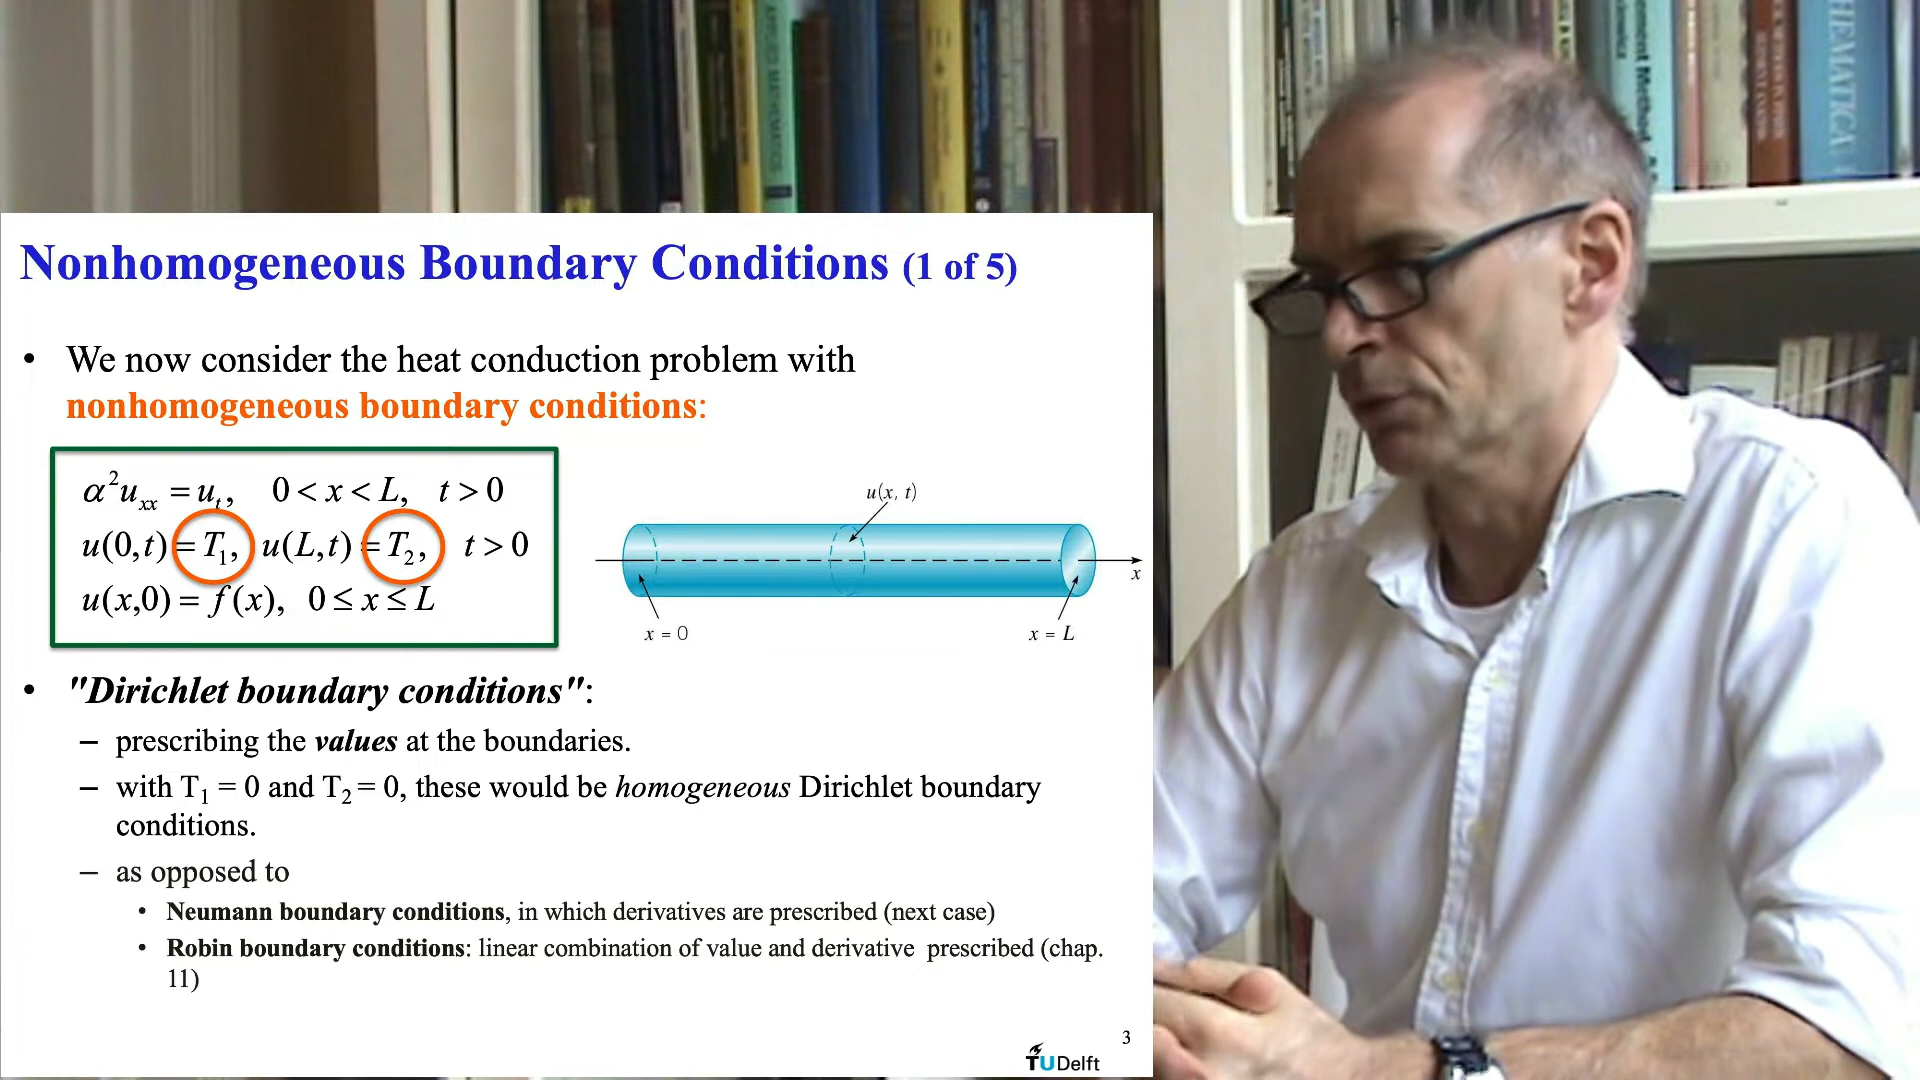 HEMATICA
Nonhomogeneous Boundary Conditions (1 of 5)
• We now consider the heat conduction problem with
nonhomogeneous boundary conditions:
α²uₓₓ = uₜ, 0 < x < L, t > 0
u(0,t) = T₁, u(L,t) = T₂, t > 0
u(x,0) = f(x), 0 ≤ x ≤ L
u(x, t)
x
x = 0
x = L
• "Dirichlet boundary conditions":
– prescribing the values at the boundaries.
– with T₁ = 0 and T₂ = 0, these would be homogeneous Dirichlet boundary
conditions.
– as opposed to
• Neumann boundary conditions, in which derivatives are prescribed (next case)
• Robin boundary conditions: linear combination of value and derivative prescribed (chap.
11)
3
TUDelft